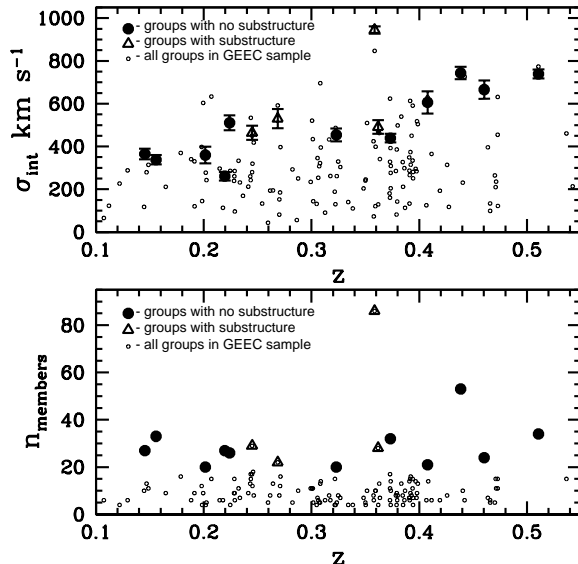 1000
800
600
400
200
0
σint km s⁻¹
- groups with no substructure
- groups with substructure
- all groups in GEEC sample
0.1 0.2 0.3 0.4 0.5
z
80
60
40
20
0
nmembers
- groups with no substructure
- groups with substructure
- all groups in GEEC sample
0.1 0.2 0.3 0.4 0.5
z